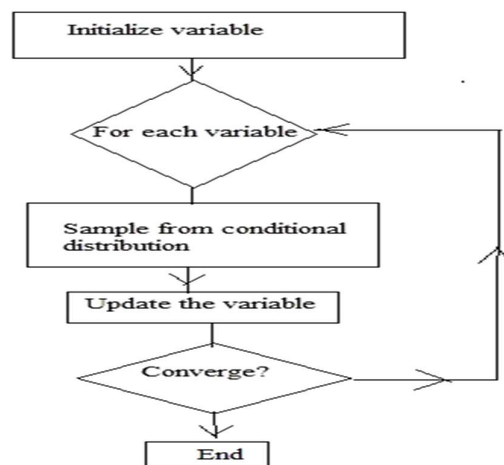 Initialize variable
For each variable
Sample from conditional
distribution
Update the variable
Converge?
End